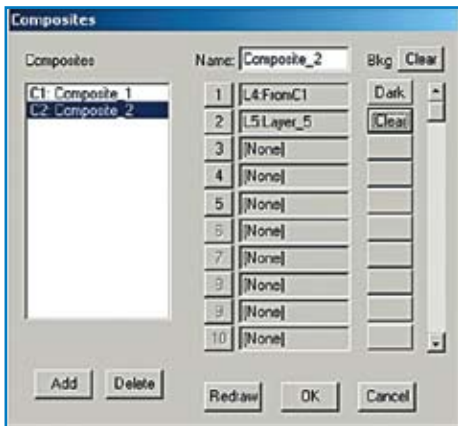 Composites
Composites Name: Composite_2 Bkg Clear
C1: Composite_1
C2: Composite_2
1 L4:FromC1 Dark
2 L5:Layer_5 [Clear
3 [None]
4 [None]
5 [None]
6 [None]
7 [None]
8 [None]
9 [None]
10 [None]
Add Delete
Redraw OK Cancel